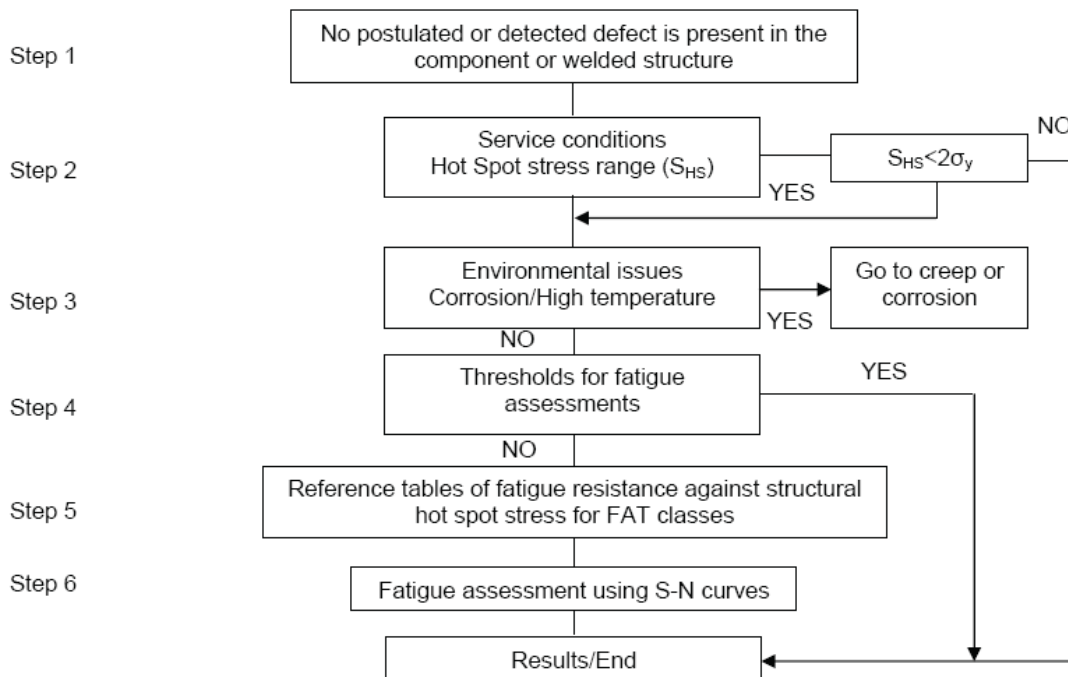 Step 1
No postulated or detected defect is present in the
component or welded structure
Step 2
Service conditions
Hot Spot stress range (S_HS)
S_HS<2σ_y
NO
YES
Step 3
Environmental issues
Corrosion/High temperature
YES
Go to creep or
corrosion
NO
Step 4
Thresholds for fatigue
assessments
YES
NO
Step 5
Reference tables of fatigue resistance against structural
hot spot stress for FAT classes
Step 6
Fatigue assessment using S-N curves
Results/End